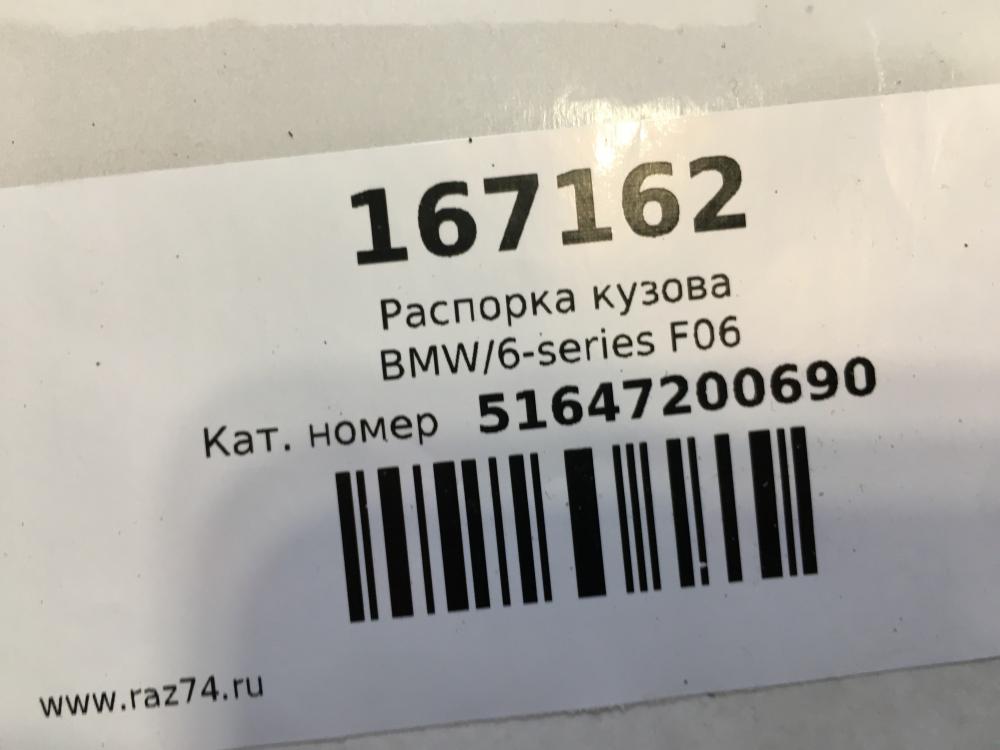 167162
Распорка кузова
BMW/6-series F06
Кат. номер 51647200690
www.raz74.ru